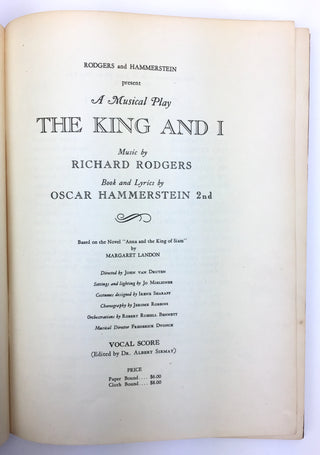 RODGERS and HAMMERSTEIN
present
A Musical Play
THE KING AND I
Music by
RICHARD RODGERS
Book and Lyrics by
OSCAR HAMMERSTEIN 2nd
Based on the Novel "Anna and the King of Siam"
by
MARGARET LANDON
Directed by JOHN VAN DRUTEN
Settings and lighting by JO MIELZINER
Costumes designed by IRENE SHARAFF
Choreography by JEROME ROBBINS
Orchestrations by ROBERT RUSSELL BENNETT
Musical Director FREDERICK DVONCH
VOCAL SCORE
(Edited by DR. ALBERT SIRMAY)
PRICE
Paper Bound.... $6.00
Cloth Bound.... $8.00